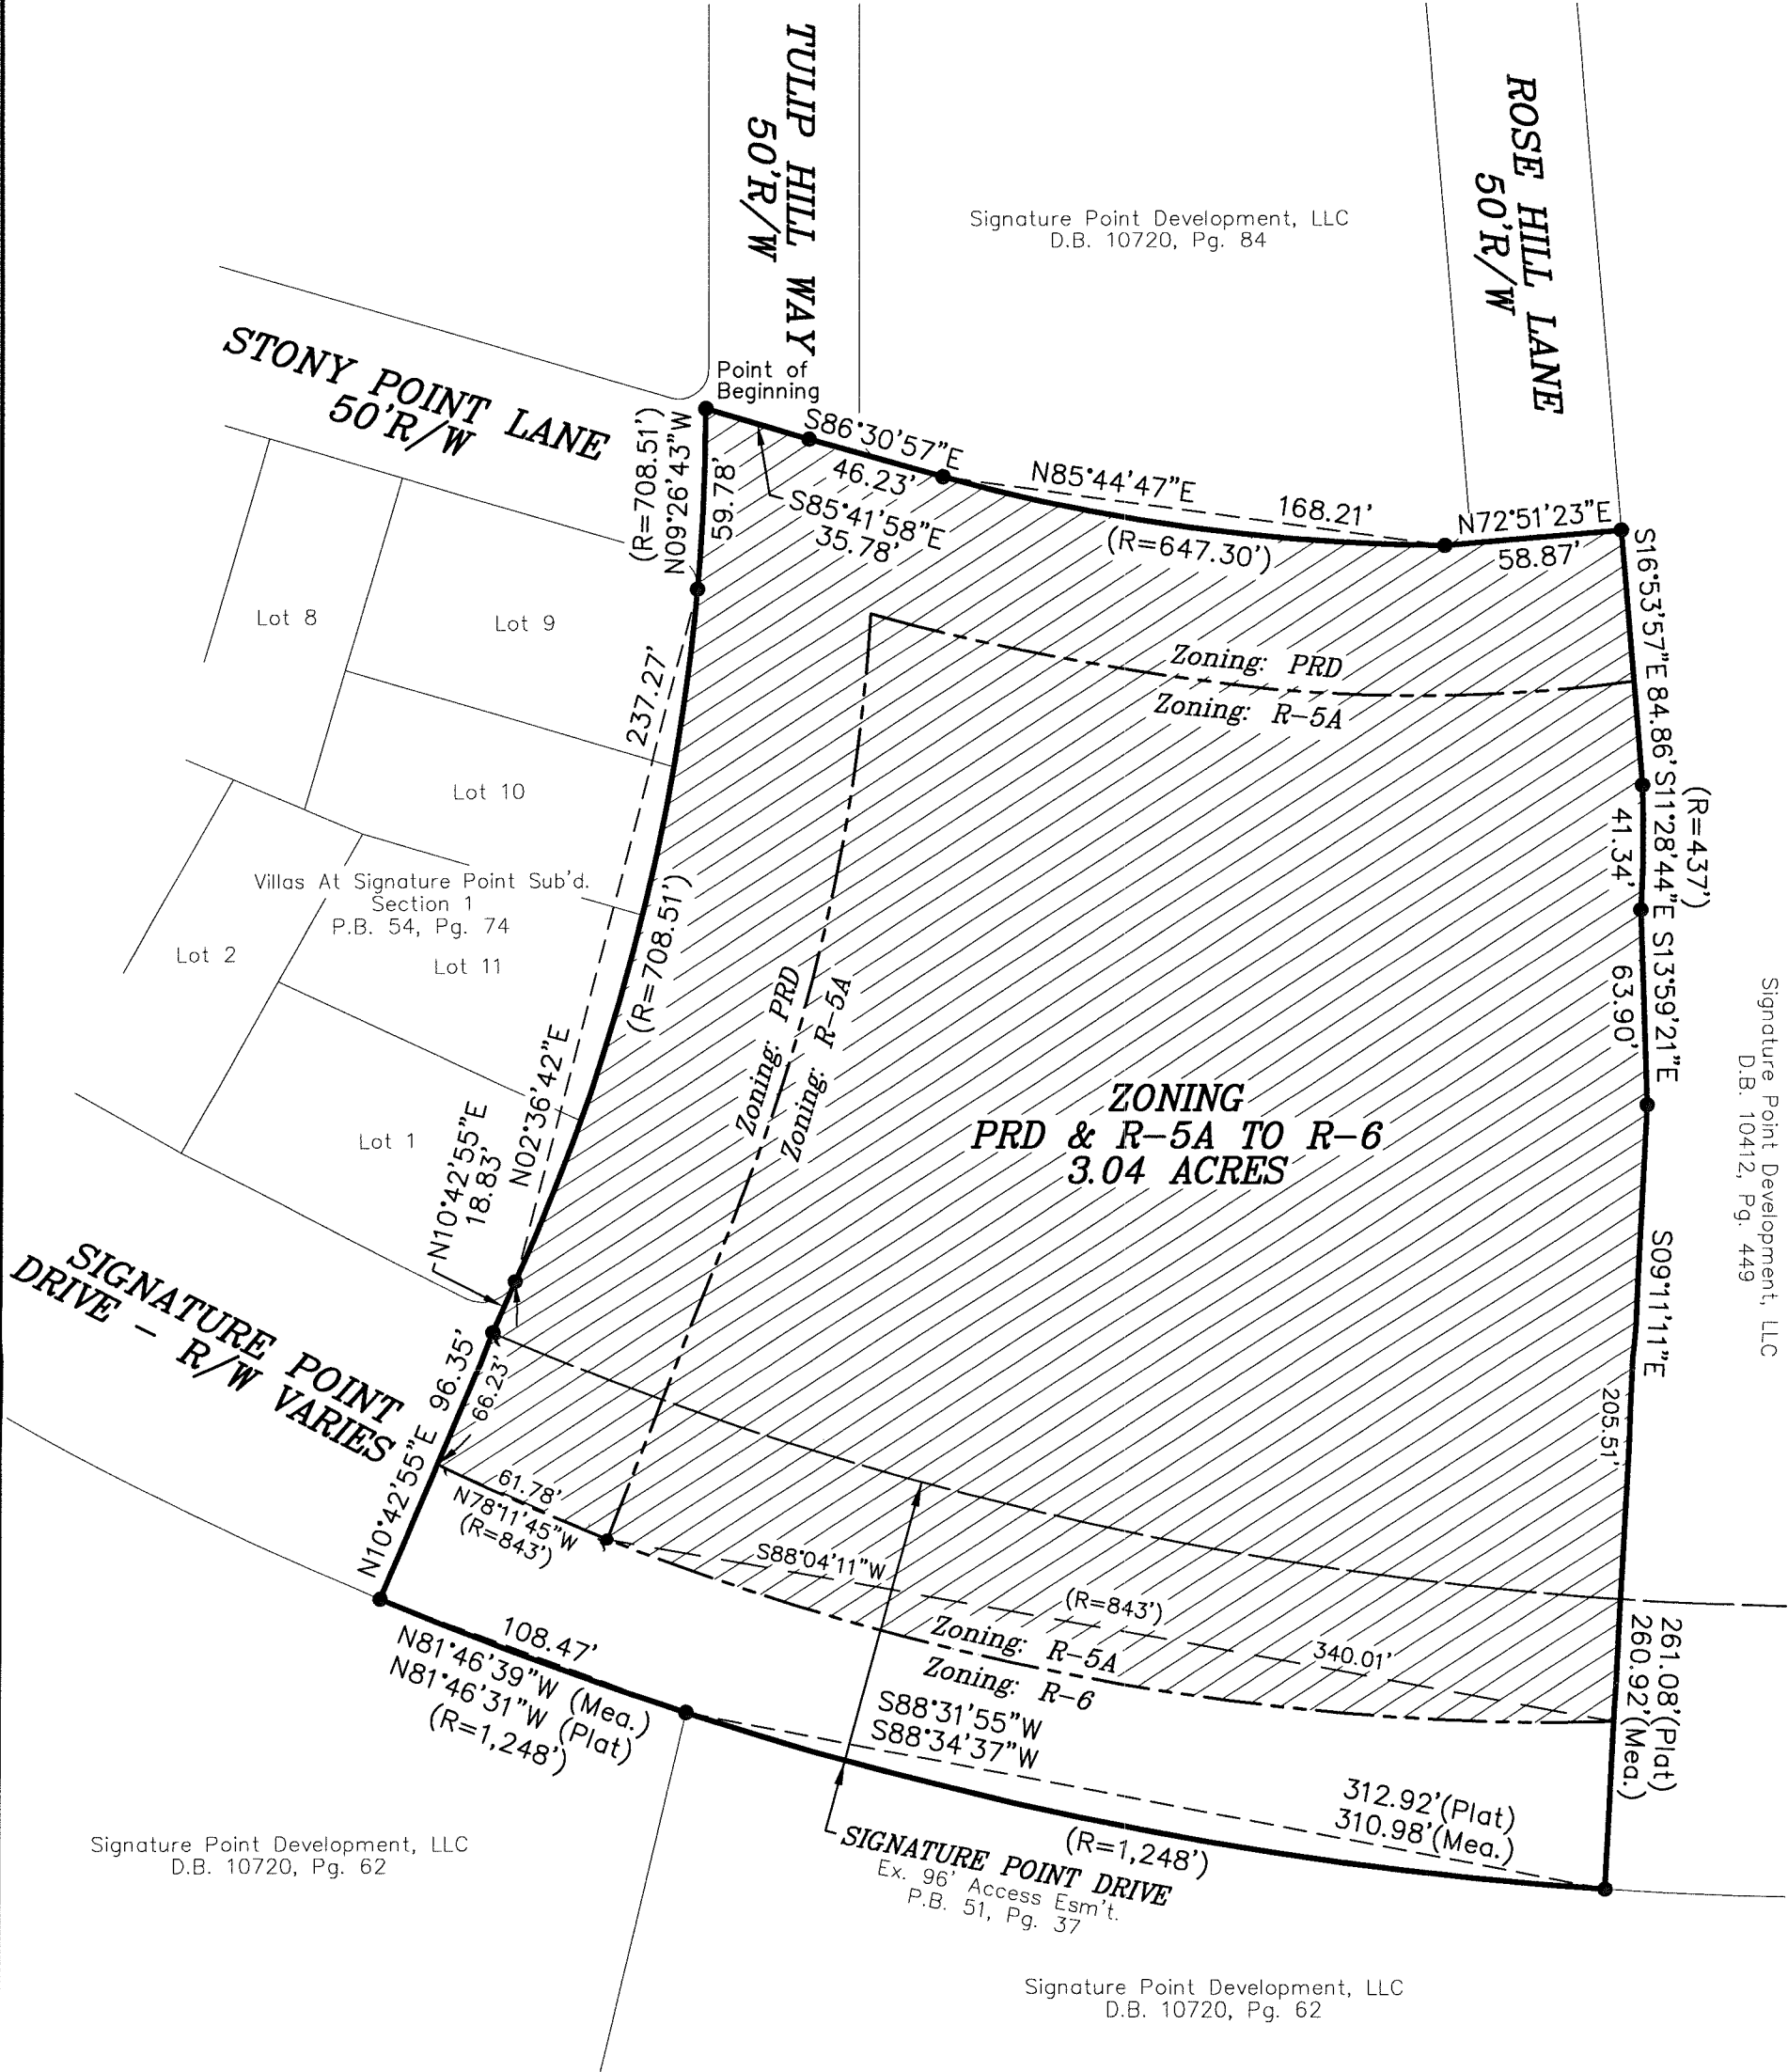 TULIP HILL WAY
50'R/W
ROSE HILL LANE
50'R/W
Signature Point Development, LLC
D.B. 10720, Pg. 84
STONY POINT LANE
50'R/W
Point of
Beginning
S86°30'57"E
46.23'
S85°41'58"E
35.78'
N85°44'47"E
168.21'
(R=647.30')
N72°51'23"E
58.87'
(R=708.51')
N09°26'43"W
59.78'
S16°53'57"E 84.86'
(R=437')
S11°28'44"E
41.34'
S13°59'21"E
63.90'
Signature Point Development, LLC
D.B. 10412, Pg. 449
Zoning: PRD
Zoning: R-5A
Lot 8
Lot 9
237.27'
Lot 10
Villas At Signature Point Sub'd.
Section 1
P.B. 54, Pg. 74
Lot 2
Lot 11
(R=708.51')
Zoning: PRD
Zoning: R-5A
N02°36'42"E
Lot 1
ZONING
PRD & R-5A TO R-6
3.04 ACRES
N10°42'55"E
18.83'
S09°11'11"E
205.51'
SIGNATURE POINT
DRIVE - R/W VARIES
N10°42'55"E 96.35'
66.23'
61.78'
N78°11'45"W
(R=843')
S88°04'11"W
(R=843')
340.01'
Zoning: R-5A
Zoning: R-6
261.08'(Plat)
260.92'(Mea.)
108.47'
N81°46'39"W (Mea.)
N81°46'31"W (Plat)
(R=1,248')
S88°31'55"W
S88°34'37"W
312.92'(Plat)
310.98'(Mea.)
(R=1,248')
SIGNATURE POINT DRIVE
Ex. 96' Access Esm't.
P.B. 51, Pg. 37
Signature Point Development, LLC
D.B. 10720, Pg. 62
Signature Point Development, LLC
D.B. 10720, Pg. 62